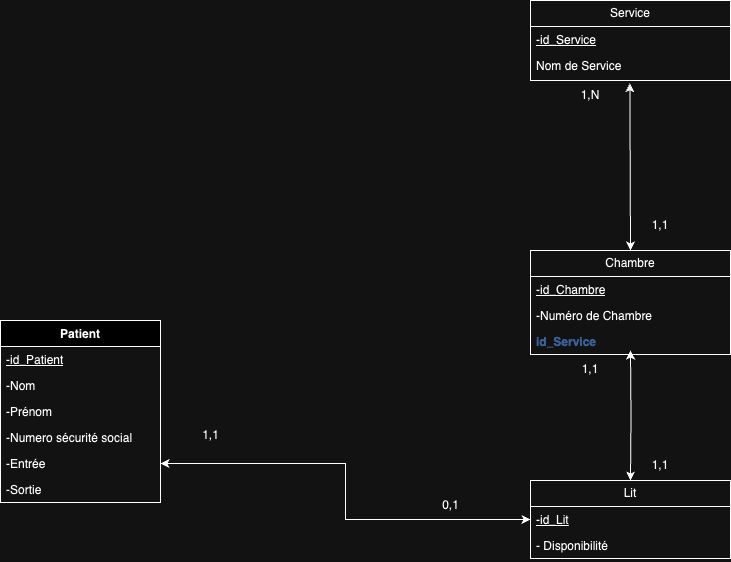 Service
-id_Service
Nom de Service
1,N
1,1
Chambre
-id_Chambre
-Numéro de Chambre
id_Service
1,1
1,1
Patient
-id_Patient
-Nom
-Prénom
-Numero sécurité social
-Entrée
-Sortie
1,1
0,1
Lit
-id_Lit
- Disponibilité